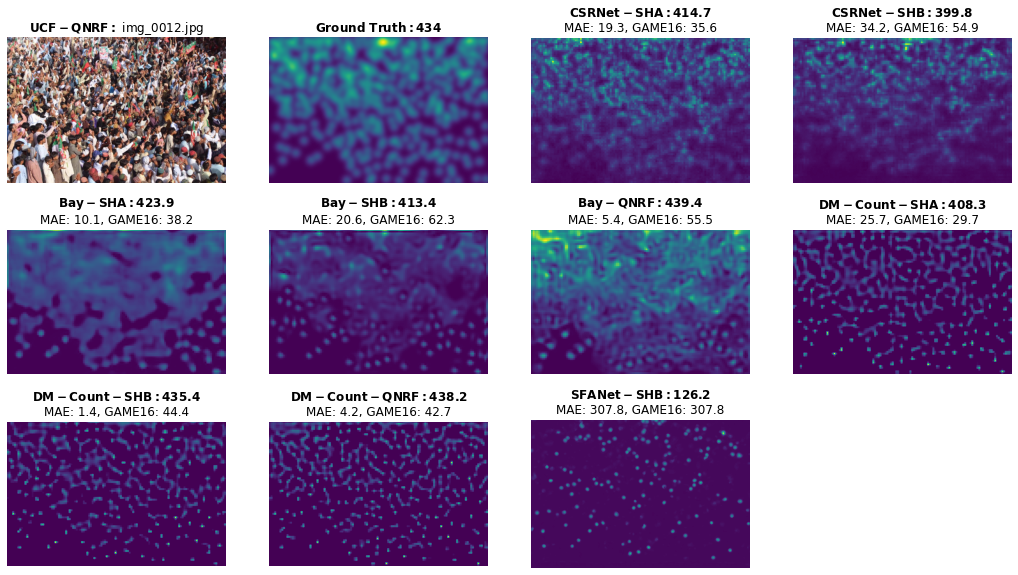 UCF − QNRF : img_0012.jpg
Ground Truth : 434
CSRNet − SHA : 414.7
MAE: 19.3, GAME16: 35.6
CSRNet − SHB : 399.8
MAE: 34.2, GAME16: 54.9
Bay − SHA : 423.9
MAE: 10.1, GAME16: 38.2
Bay − SHB : 413.4
MAE: 20.6, GAME16: 62.3
Bay − QNRF : 439.4
MAE: 5.4, GAME16: 55.5
DM − Count − SHA : 408.3
MAE: 25.7, GAME16: 29.7
DM − Count − SHB : 435.4
MAE: 1.4, GAME16: 44.4
DM − Count − QNRF : 438.2
MAE: 4.2, GAME16: 42.7
SFANet − SHB : 126.2
MAE: 307.8, GAME16: 307.8